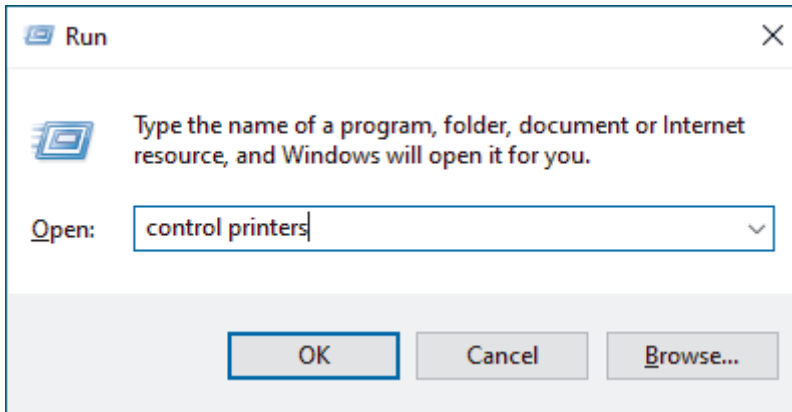 Run
Type the name of a program, folder, document or Internet
resource, and Windows will open it for you.
Open:
control printers
OK
Cancel
Browse...